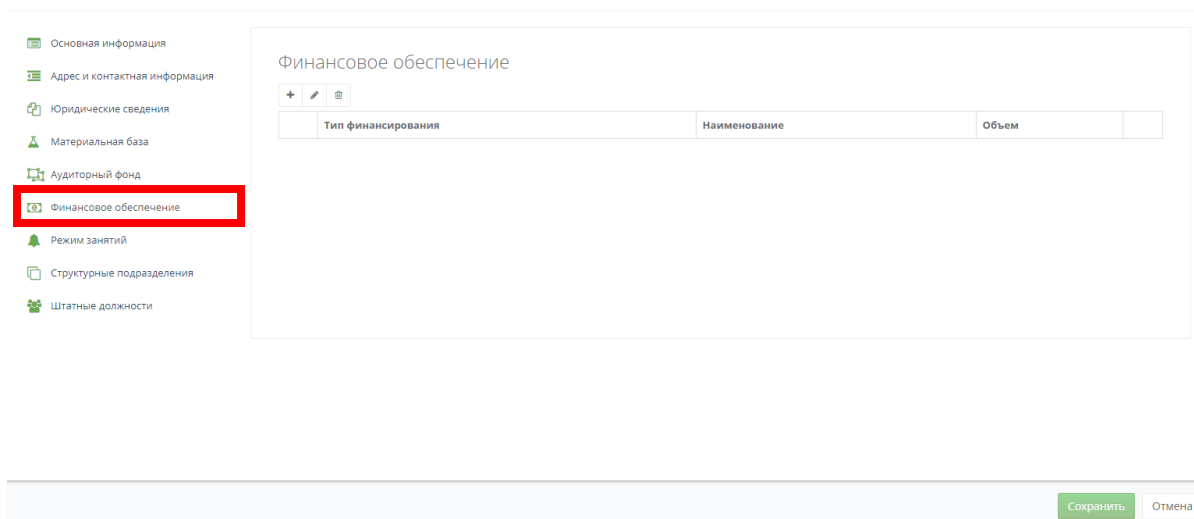 Основная информация
Адрес и контактная информация
Юридические сведения
Материальная база
Аудиторный фонд
Финансовое обеспечение
Режим занятий
Структурные подразделения
Штатные должности
Финансовое обеспечение
Тип финансирования Наименование Объем
Сохранить Отмена